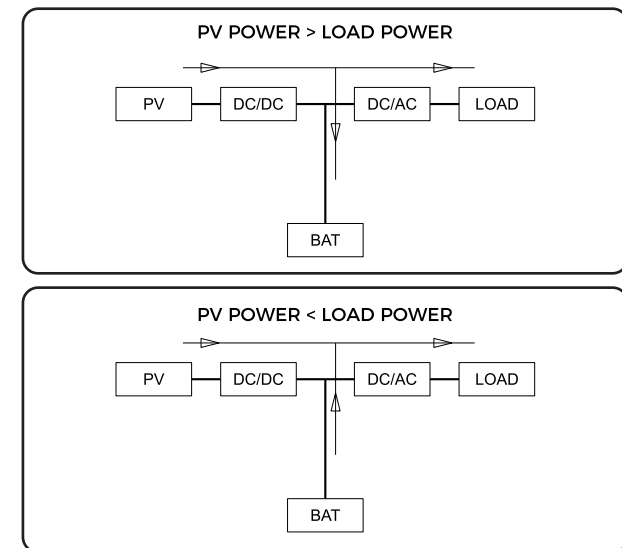 PV POWER > LOAD POWER
PV DC/DC DC/AC LOAD
BAT
PV POWER < LOAD POWER
PV DC/DC DC/AC LOAD
BAT